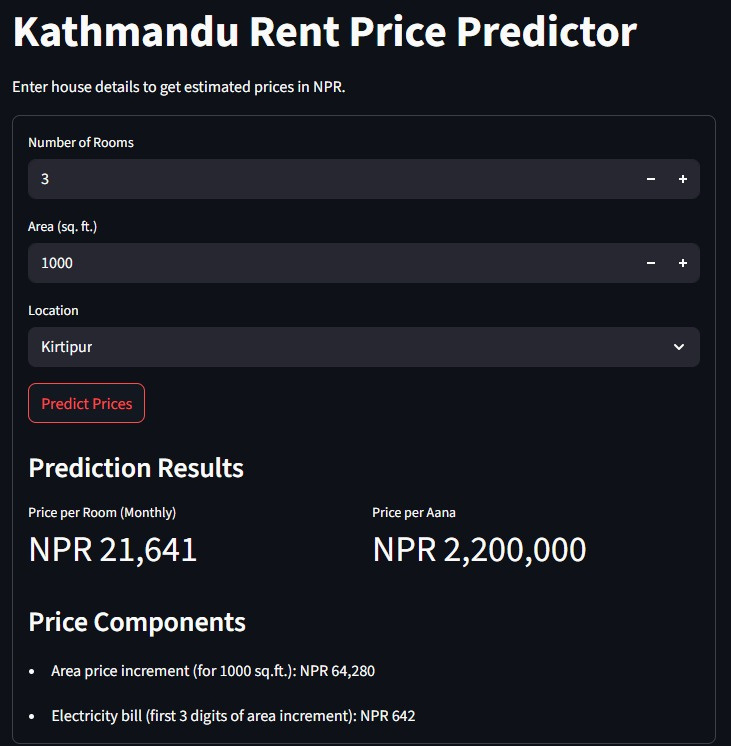 Kathmandu Rent Price Predictor
Enter house details to get estimated prices in NPR.
Number of Rooms
3
Area (sq. ft.)
1000
Location
Kirtipur
Predict Prices
Prediction Results
Price per Room (Monthly)
NPR 21,641
Price per Aana
NPR 2,200,000
Price Components
• Area price increment (for 1000 sq.ft.): NPR 64,280
• Electricity bill (first 3 digits of area increment): NPR 642